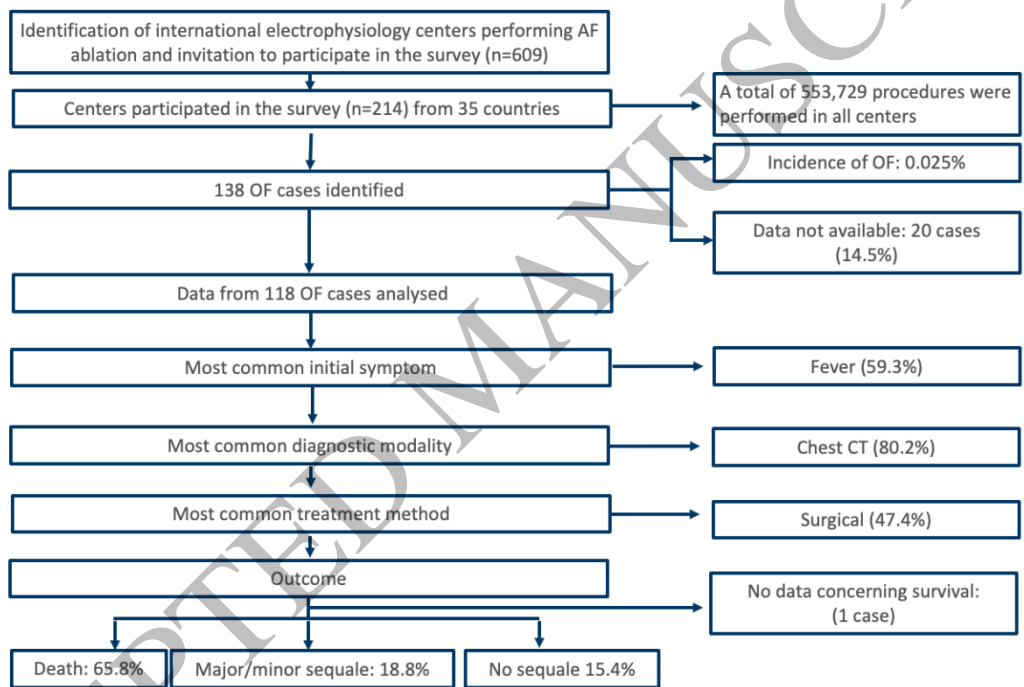 Identification of international electrophysiology centers performing AF
ablation and invitation to participate in the survey (n=609)
Centers participated in the survey (n=214) from 35 countries
A total of 553,729 procedures were
performed in all centers
138 OF cases identified
Incidence of OF: 0.025%
Data not available: 20 cases
(14.5%)
Data from 118 OF cases analysed
Most common initial symptom
Fever (59.3%)
Most common diagnostic modality
Chest CT (80.2%)
Most common treatment method
Surgical (47.4%)
Outcome
No data concerning survival:
(1 case)
Death: 65.8%
Major/minor sequale: 18.8%
No sequale 15.4%
PTED MANUSC